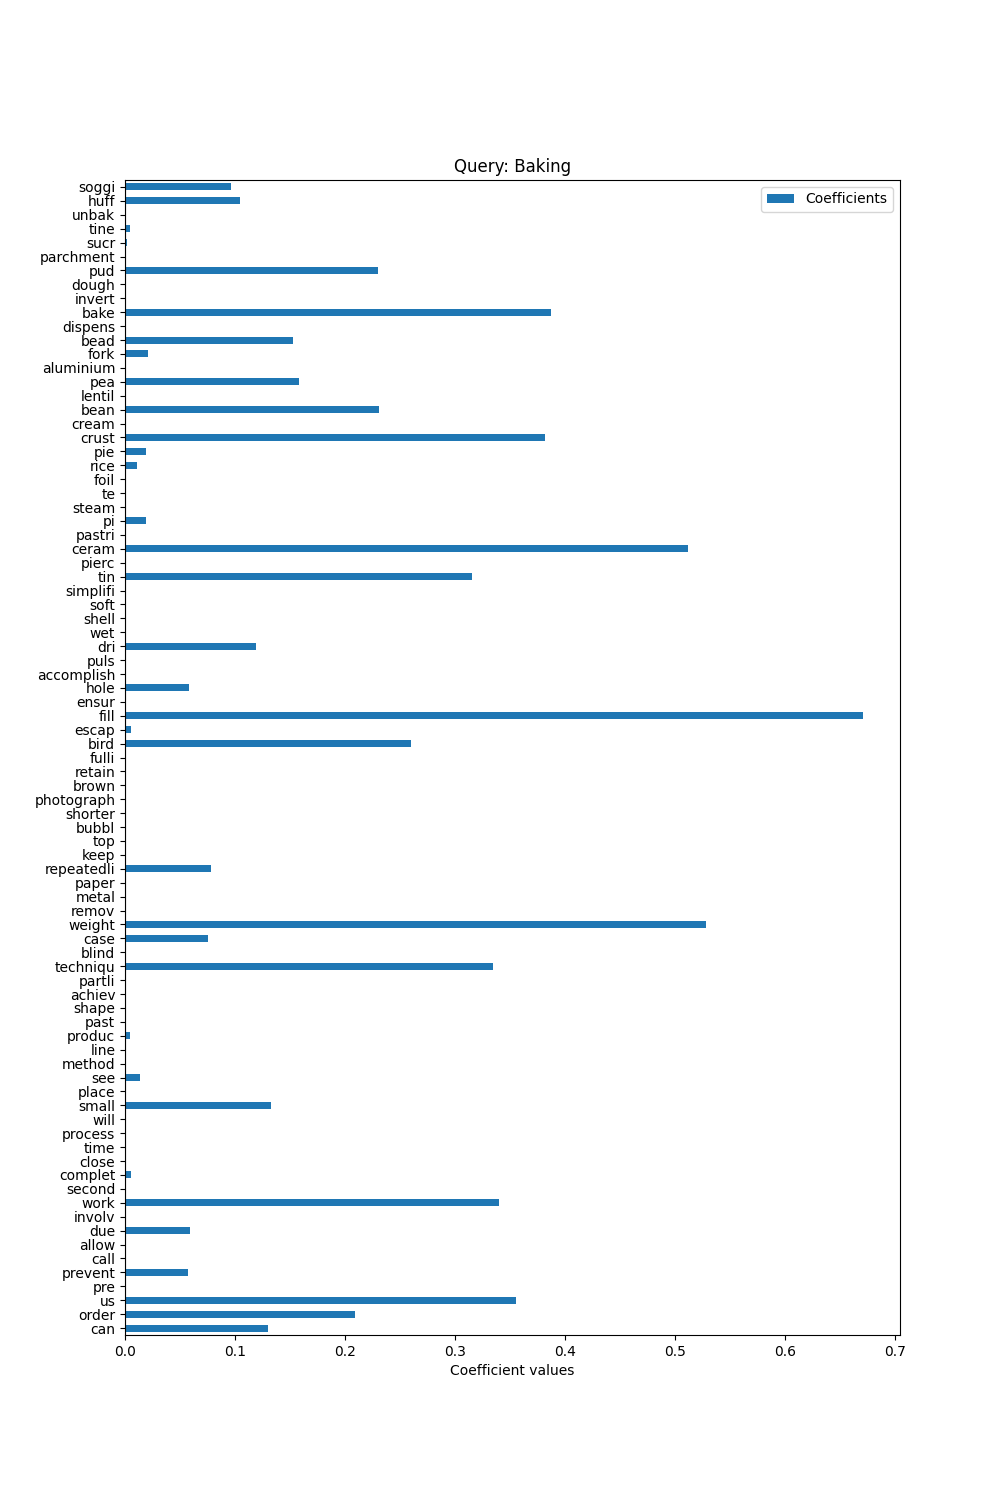 Query: Baking
Coefficients
soggi
huff
unbak
tine
sucr
parchment
pud
dough
invert
bake
dispens
bead
fork
aluminium
pea
lentil
bean
cream
crust
pie
rice
foil
te
steam
pi
pastri
ceram
pierc
tin
simplifi
soft
shell
wet
dri
puls
accomplish
hole
ensur
fill
escap
bird
fulli
retain
brown
photograph
shorter
bubbl
top
keep
repeatedli
paper
metal
remov
weight
case
blind
techniqu
partli
achiev
shape
past
produc
line
method
see
place
small
will
process
time
close
complet
second
work
involv
due
allow
call
prevent
pre
us
order
can
0.0 0.1 0.2 0.3 0.4 0.5 0.6 0.7
Coefficient values